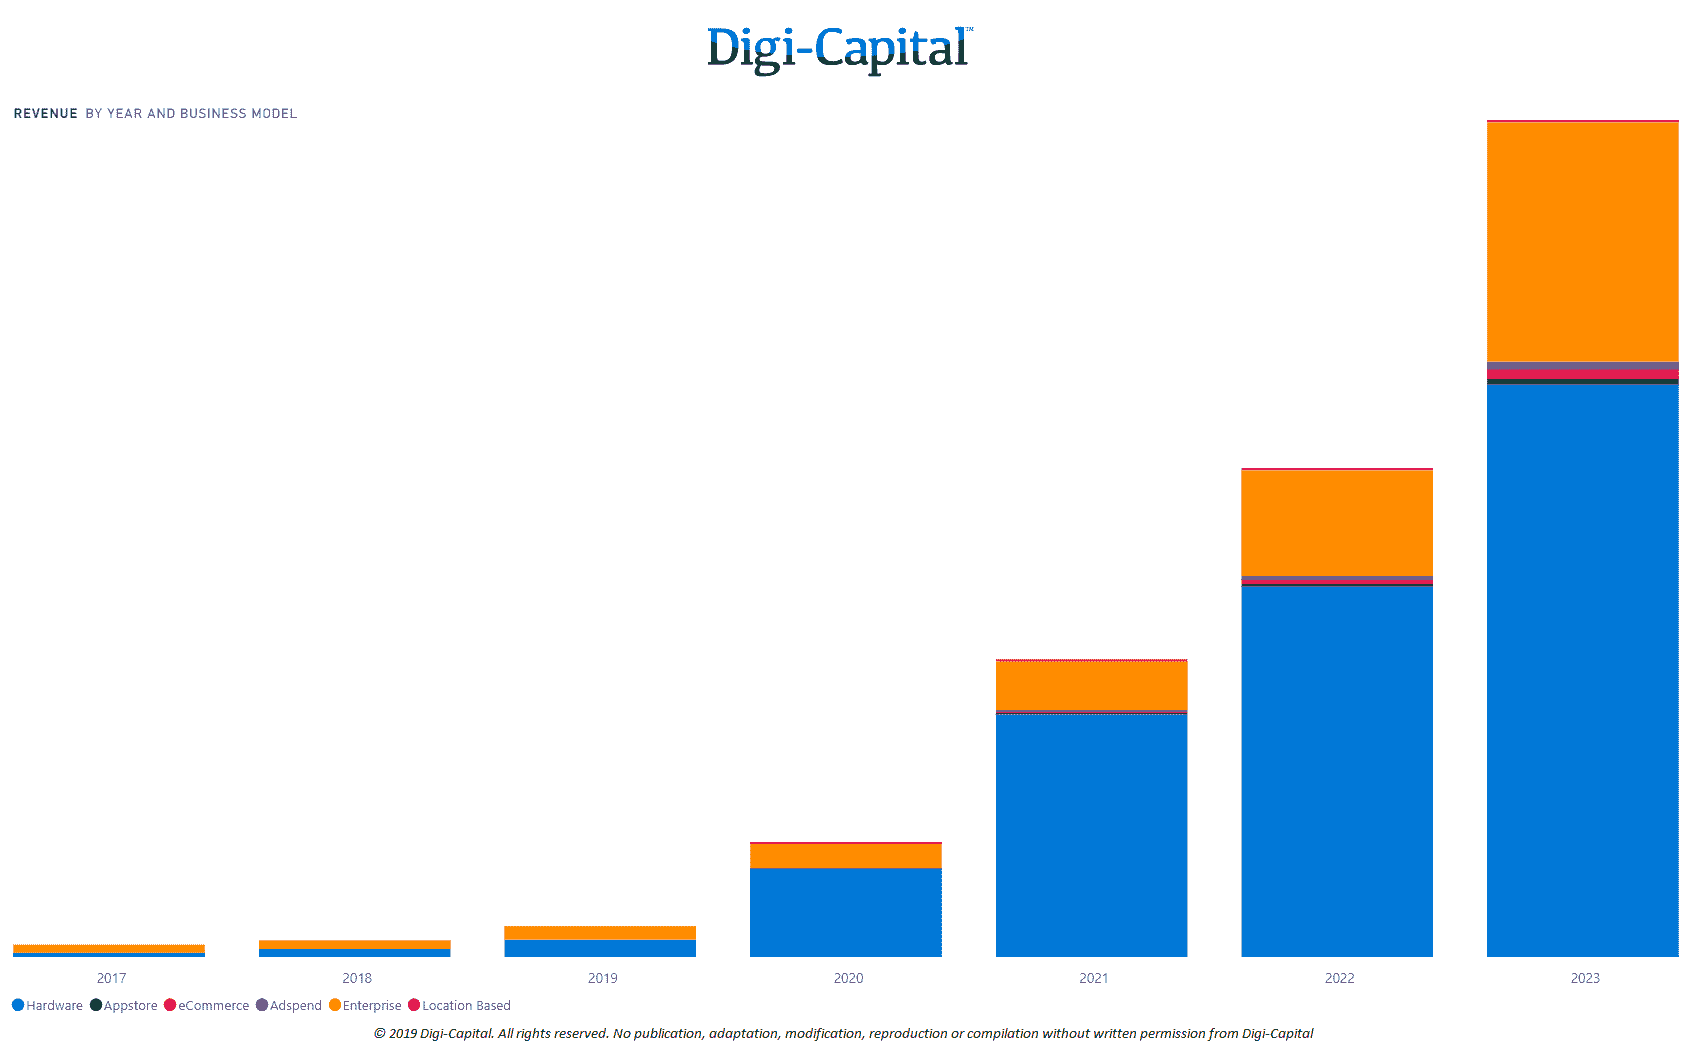 Digi-Capital™
REVENUE BY YEAR AND BUSINESS MODEL
2017 2018 2019 2020 2021 2022 2023
Hardware Appstore eCommerce Adspend Enterprise Location Based
© 2019 Digi-Capital. All rights reserved. No publication, adaptation, modification, reproduction or compilation without written permission from Digi-Capital